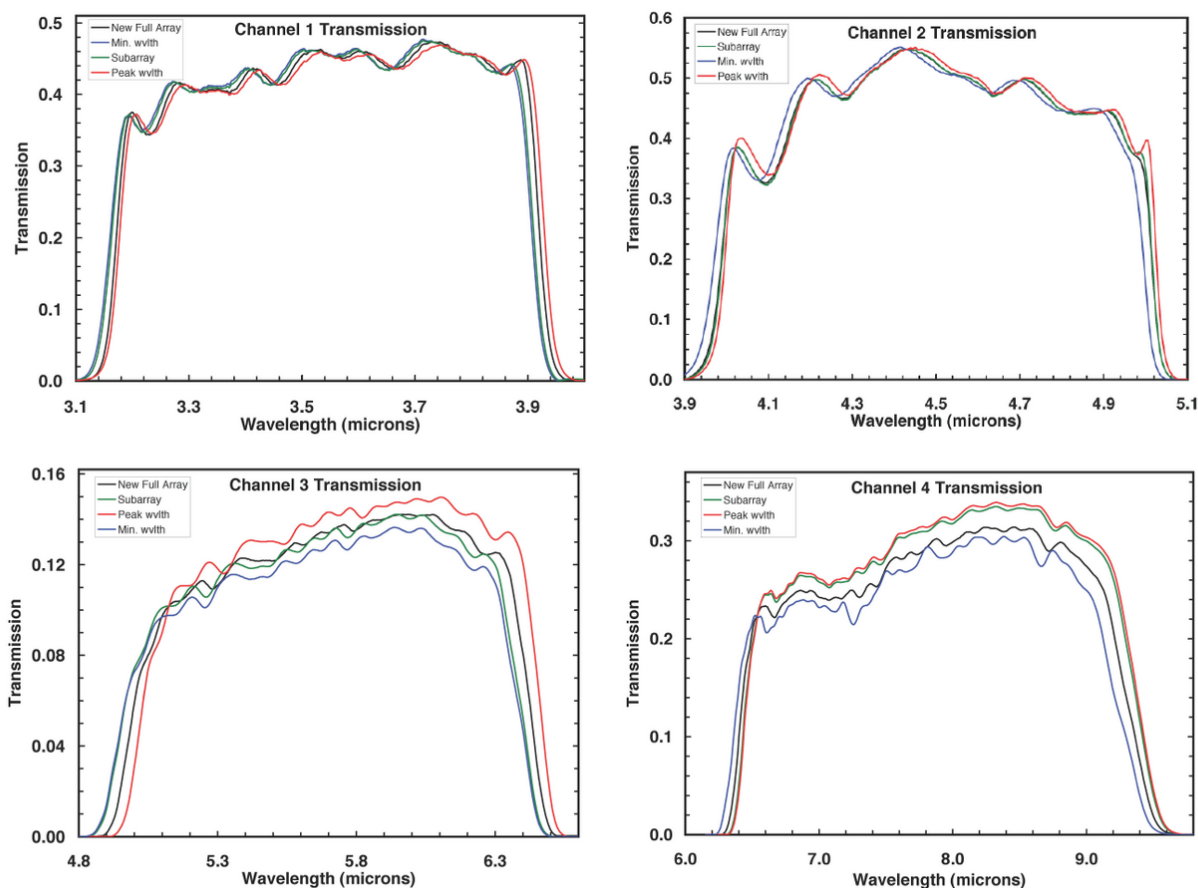 Channel 1 Transmission
New Full Array
Min. wvlth
Subarray
Peak wvlth
0.5
0.4
0.3
0.2
0.1
0.0
Transmission
3.1 3.3 3.5 3.7 3.9
Wavelength (microns)
Channel 2 Transmission
New Full Array
Subarray
Min. wvlth
Peak wvlth
0.6
0.5
0.4
0.3
0.2
0.1
0.0
Transmission
3.9 4.1 4.3 4.5 4.7 4.9 5.1
Wavelength (microns)
Channel 3 Transmission
New Full Array
Subarray
Peak wvlth
Min. wvlth
0.16
0.12
0.08
0.04
0.00
Transmission
4.8 5.3 5.8 6.3
Wavelength (microns)
Channel 4 Transmission
New Full Array
Subarray
Peak wvlth
Min. wvlth
0.3
0.2
0.1
0.0
Transmission
6.0 7.0 8.0 9.0
Wavelength (microns)